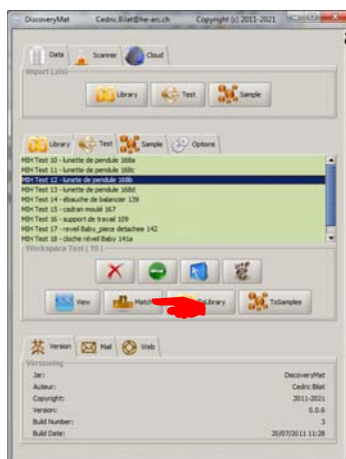 DiscoveryMat Cedric.Bilat@he-arc.ch Copyright (c) 2011-2021
Data Scanner Cloud
Import (.xls)
Library Test Sample
Library Test Sample Options
MIH Test 10 - lunette de pendule 168a
MIH Test 11 - lunette de pendule 168c
MIH Test 12 - lunette de pendule 168b
MIH Test 13 - lunette de pendule 168d
MIH Test 14 - ébauche de balancier 139
MIH Test 15 - cadran moulé 167
MIH Test 16 - support de travail 109
MIH Test 17 - reveil Baby_piece detachee 142
MIH Test 18 - cloche réveil Baby 141a
Workspace Test
View Match ToLibrary ToSamples
Version Mail Web
Versioning
Jar: DiscoveryMat
Auteur: Cedric Bilat
Copyright: 2011-2021
Version: 0.0.6
Build Number: 3
Build Date: 20/07/2011 11:28